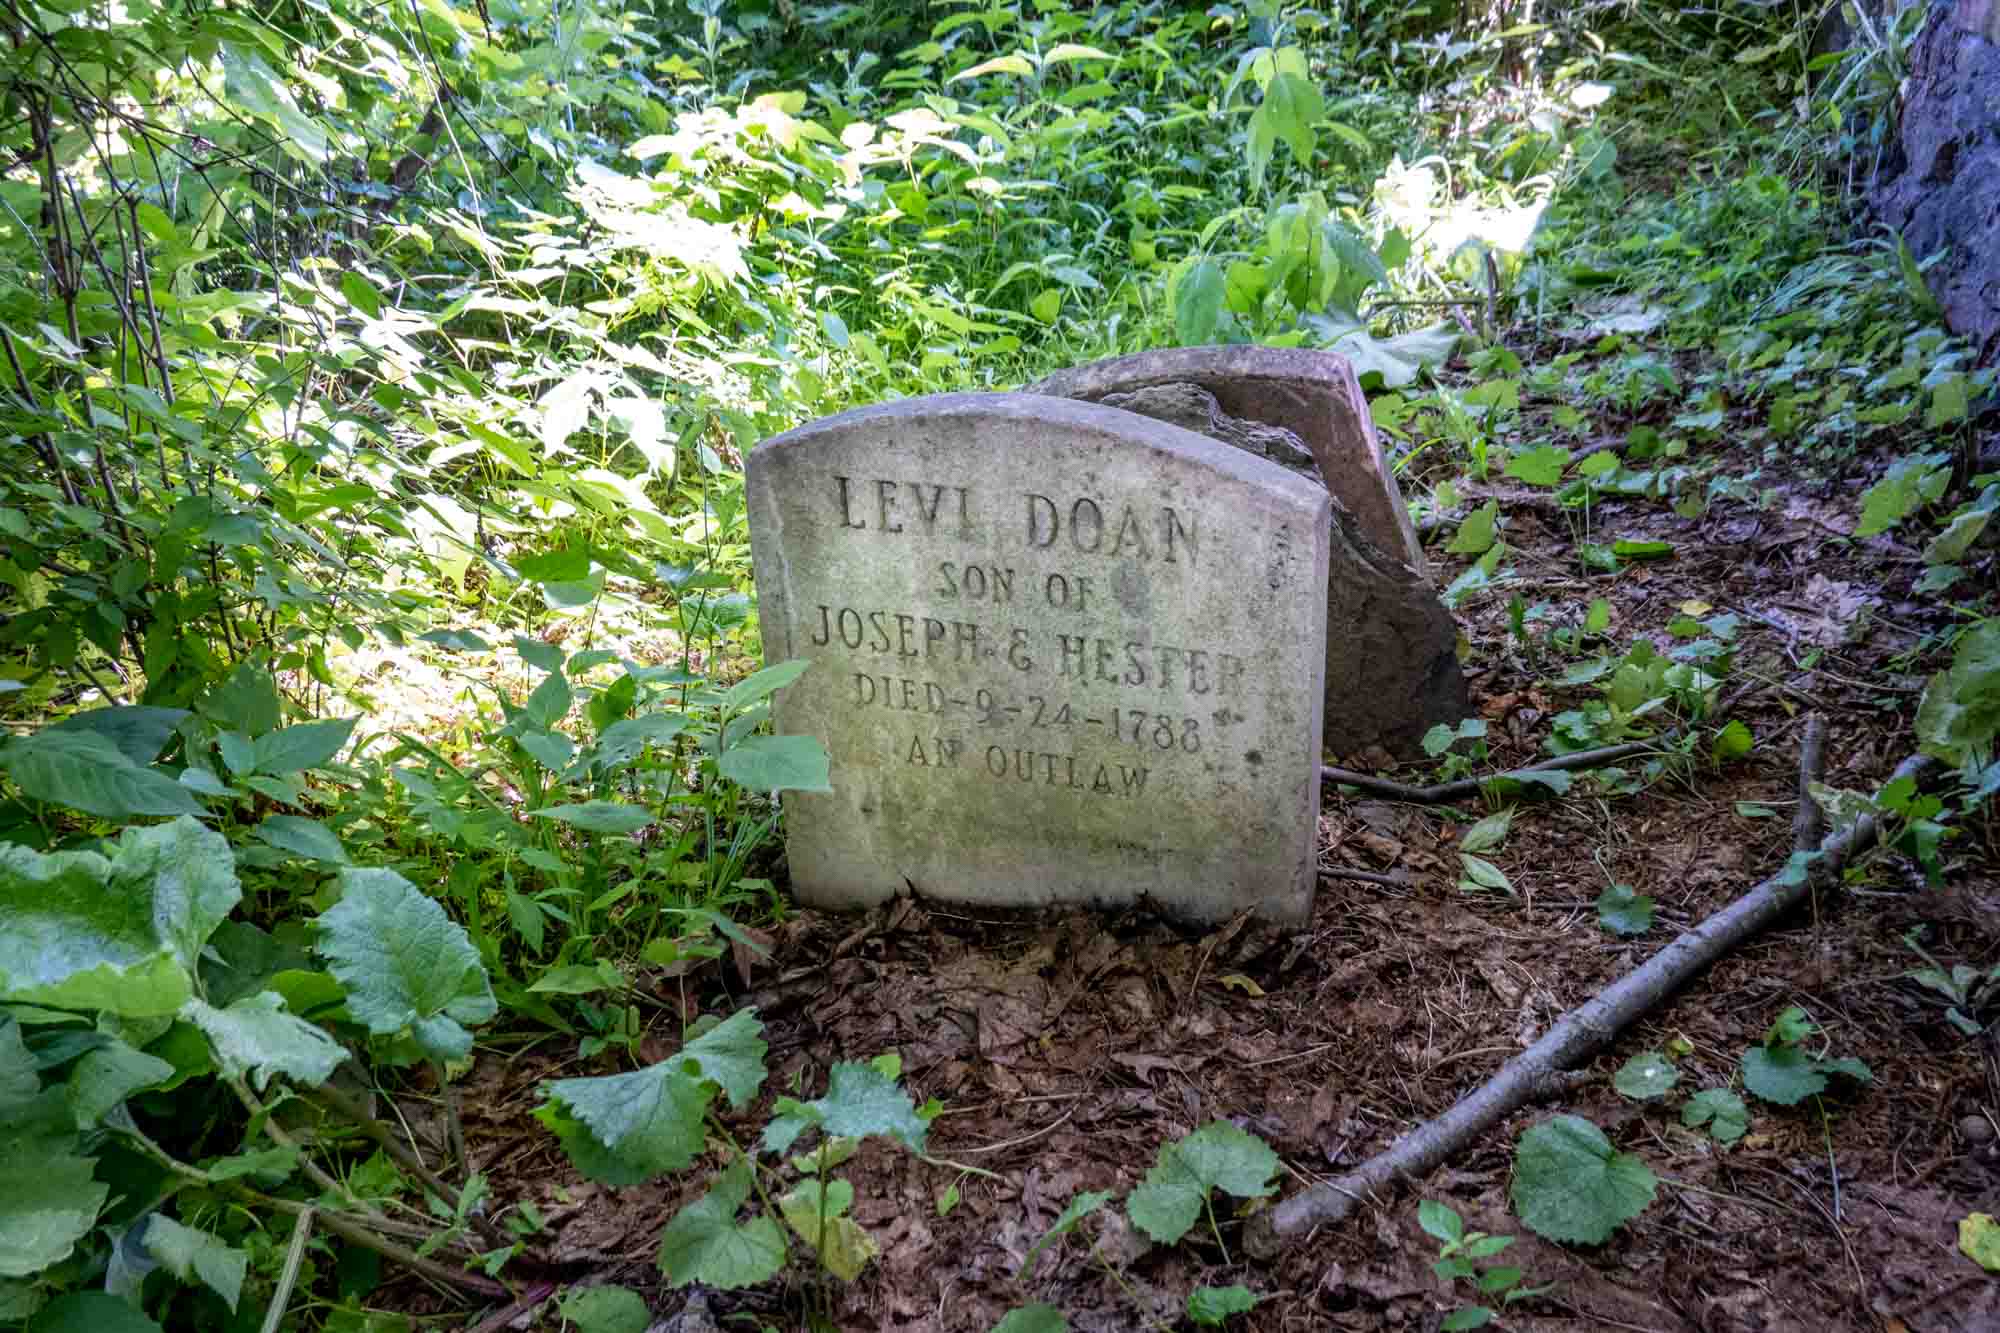 LEVI DOAN
SON OF
JOSEPH & HESTER
DIED-9-24-1788
AN OUTLAW